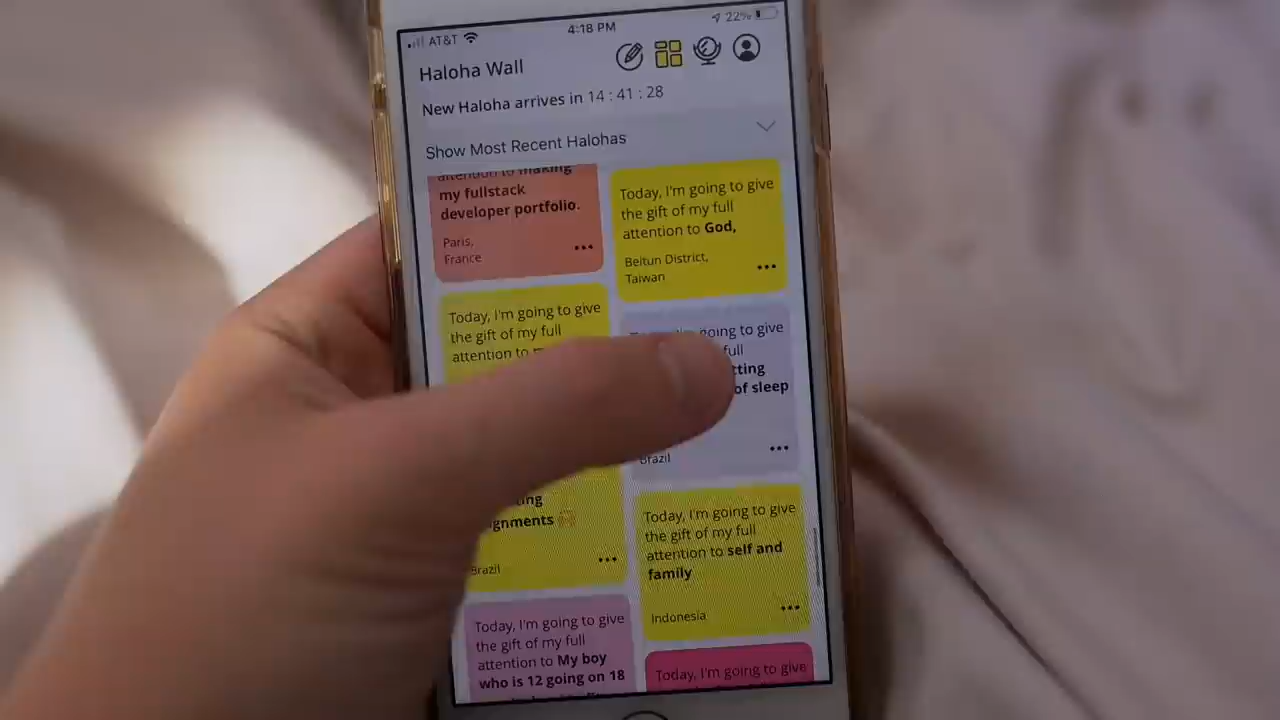 AT&T
4:18 PM
22%
Haloha Wall
New Haloha arrives in 14 : 41 : 28
Show Most Recent Halohas
attention to making
my fullstack
developer portfolio.
Paris,
France
Today, I'm going to give
the gift of my full
attention to God,
Beitun District,
Taiwan
Today, I'm going to give
the gift of my full
attention to
going to give
full
of sleep
Brazil
Brazil
Today, I'm going to give
the gift of my full
attention to self and
family
Indonesia
Today, I'm going to give
the gift of my full
attention to My boy
who is 12 going on 18
Today, I'm going to give